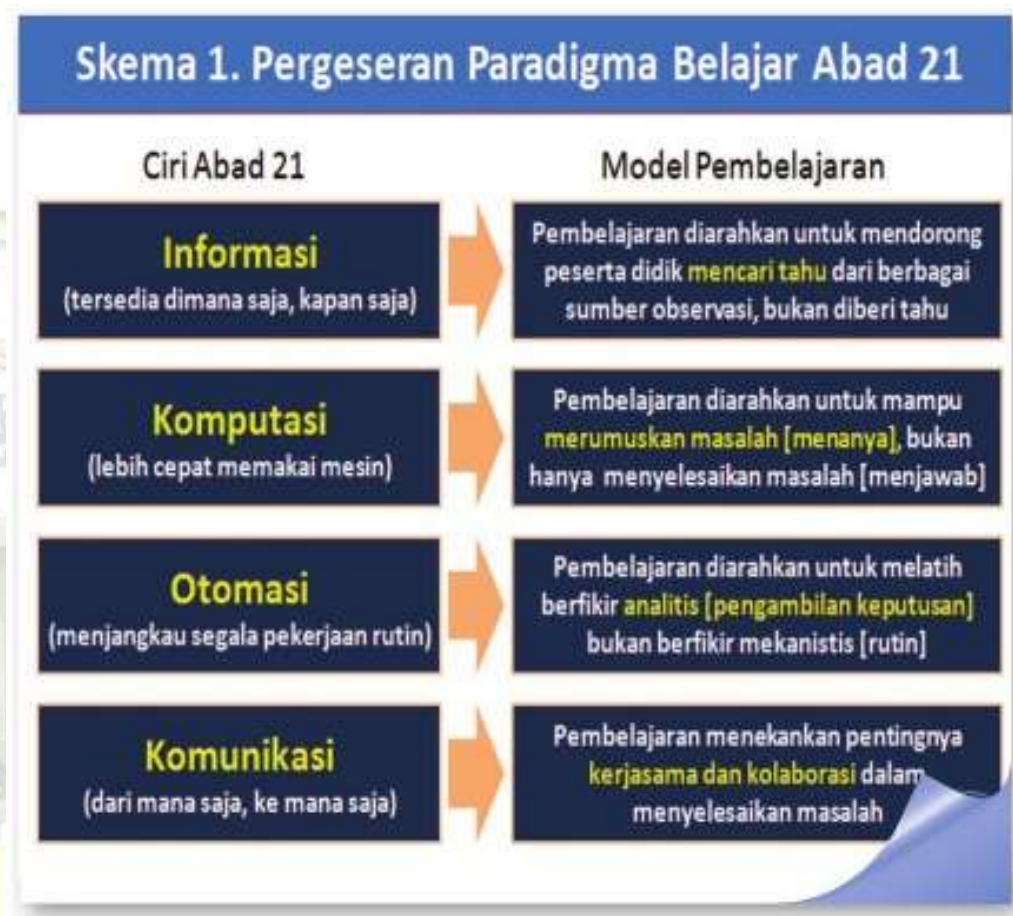 Skema 1. Pergeseran Paradigma Belajar Abad 21
Ciri Abad 21
Model Pembelajaran
Informasi
(tersedia dimana saja, kapan saja)
Pembelajaran diarahkan untuk mendorong
peserta didik mencari tahu dari berbagai
sumber observasi, bukan diberi tahu
Komputasi
(lebih cepat memakai mesin)
Pembelajaran diarahkan untuk mampu
merumuskan masalah [menanya], bukan
hanya menyelesaikan masalah [menjawab]
Otomasi
(menjangkau segala pekerjaan rutin)
Pembelajaran diarahkan untuk melatih
berfikir analitis [pengambilan keputusan]
bukan berfikir mekanistis [rutin]
Komunikasi
(dari mana saja, ke mana saja)
Pembelajaran menekankan pentingnya
kerjasama dan kolaborasi dalam
menyelesaikan masalah